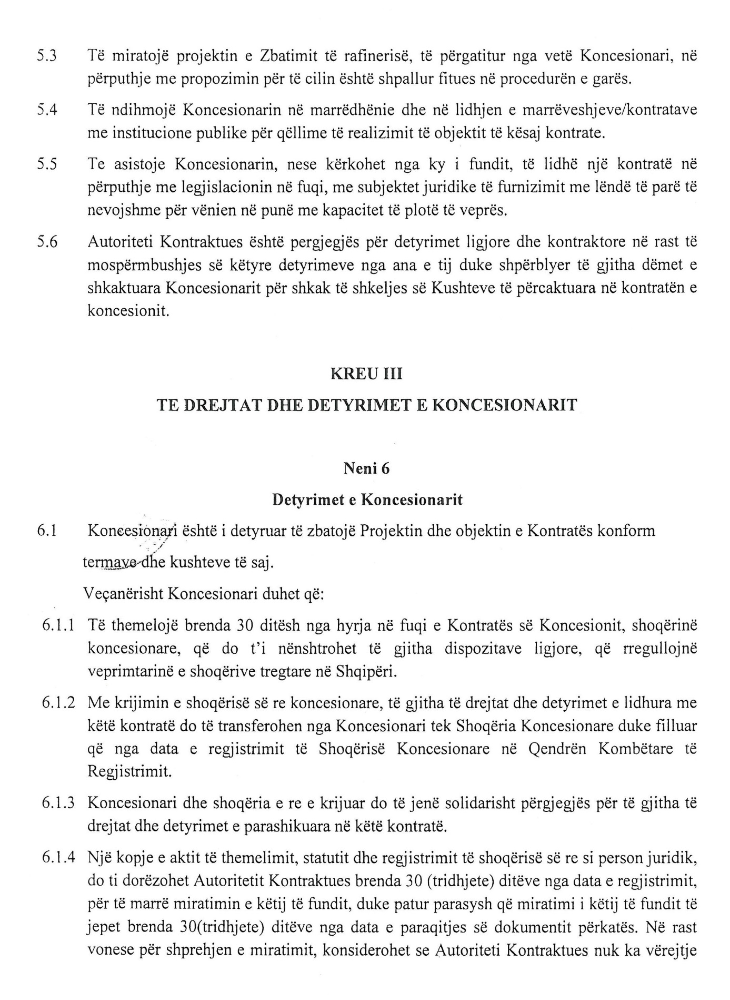 5.3 Të miratojë projektin e Zbatimit të rafinerisë, të përgatitur nga vetë Koncesionari, në
përputhje me propozimin për të cilin është shpallur fitues në procedurën e garës.
5.4 Të ndihmojë Koncesionarin në marrëdhënie dhe në lidhjen e marrëveshjeve/kontratave
me institucione publike për qëllime të realizimit të objektit të kësaj kontrate.
5.5 Te asistoje Koncesionarin, nese kërkohet nga ky i fundit, të lidhë një kontratë në
përputhje me legjislacionin në fuqi, me subjektet juridike të furnizimit me lëndë të parë të
nevojshme për vënien në punë me kapacitet të plotë të veprës.
5.6 Autoriteti Kontraktues është pergjegjës për detyrimet ligjore dhe kontraktore në rast të
mospërmbushjes së këtyre detyrimeve nga ana e tij duke shpërblyer të gjitha dëmet e
shkaktuara Koncesionarit për shkak të shkeljes së Kushteve të përcaktuara në kontratën e
koncesionit.
KREU III
TE DREJTAT DHE DETYRIMET E KONCESIONARIT
Neni 6
Detyrimet e Koncesionarit
6.1 Koncesionari është i detyruar të zbatojë Projektin dhe objektin e Kontratës konform
termave dhe kushteve të saj.
Veçanërisht Koncesionari duhet që:
6.1.1 Të themelojë brenda 30 ditësh nga hyrja në fuqi e Kontratës së Koncesionit, shoqërinë
koncesionare, që do t’i nënshtrohet të gjitha dispozitave ligjore, që rregullojnë
veprimtarinë e shoqërive tregtare në Shqipëri.
6.1.2 Me krijimin e shoqërisë së re koncesionare, të gjitha të drejtat dhe detyrimet e lidhura me
këtë kontratë do të transferohen nga Koncesionari tek Shoqëria Koncesionare duke filluar
që nga data e regjistrimit të Shoqërisë Koncesionare në Qendrën Kombëtare të
Regjistrimit.
6.1.3 Koncesionari dhe shoqëria e re e krijuar do të jenë solidarisht përgjegjës për të gjitha të
drejtat dhe detyrimet e parashikuara në këtë kontratë.
6.1.4 Një kopje e aktit të themelimit, statutit dhe regjistrimit të shoqërisë së re si person juridik,
do ti dorëzohet Autoritetit Kontraktues brenda 30 (tridhjete) ditëve nga data e regjistrimit,
për të marrë miratimin e këtij të fundit, duke patur parasysh që miratimi i këtij të fundit të
jepet brenda 30(tridhjete) ditëve nga data e paraqitjes së dokumentit përkatës. Në rast
vonese për shprehjen e miratimit, konsiderohet se Autoriteti Kontraktues nuk ka vërejtje